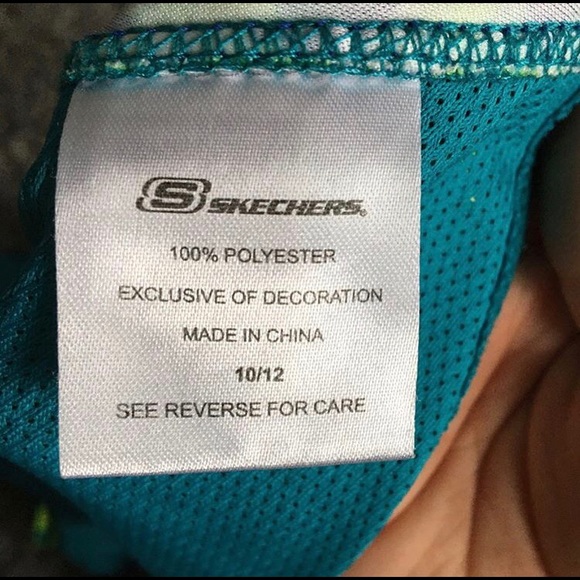 S SKECHERS®
100% POLYESTER
EXCLUSIVE OF DECORATION
MADE IN CHINA
10/12
SEE REVERSE FOR CARE